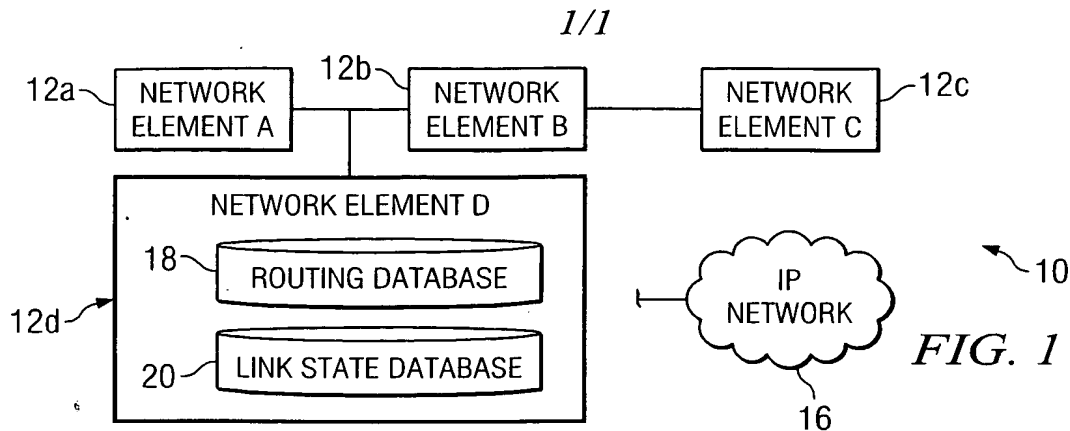 1/1
12a
NETWORK
ELEMENT A
12b
NETWORK
ELEMENT B
NETWORK
ELEMENT C
12c
NETWORK ELEMENT D
18
ROUTING DATABASE
12d
20
LINK STATE DATABASE
IP
NETWORK
10
16
FIG. 1